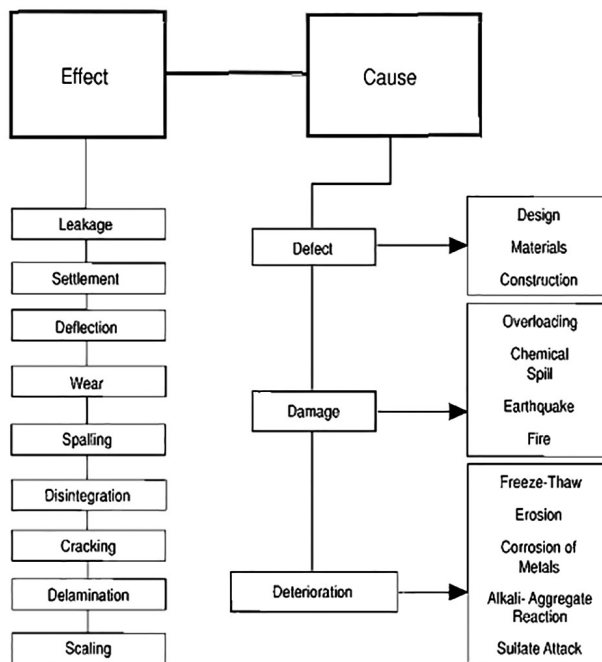 Effect
Cause
Leakage
Settlement
Deflection
Wear
Spalling
Disintegration
Cracking
Delamination
Scaling
Defect
Damage
Deterioration
Design
Materials
Construction
Overloading
Chemical
Spill
Earthquake
Fire
Freeze-Thaw
Erosion
Corrosion of
Metals
Alkali- Aggregate
Reaction
Sulfate Attack